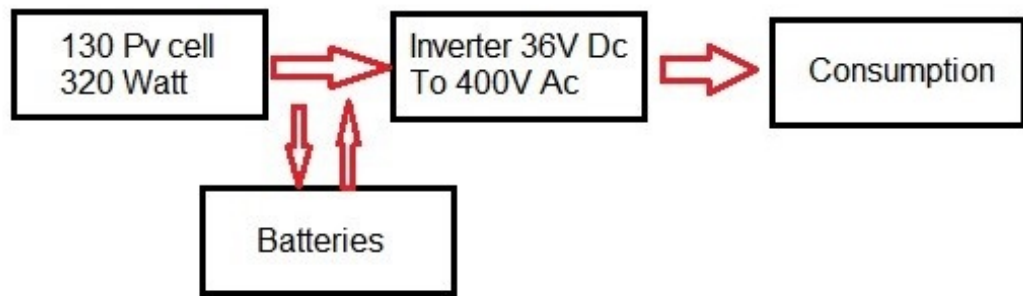 130 Pv cell
320 Watt
Inverter 36V Dc
To 400V Ac
Consumption
Batteries